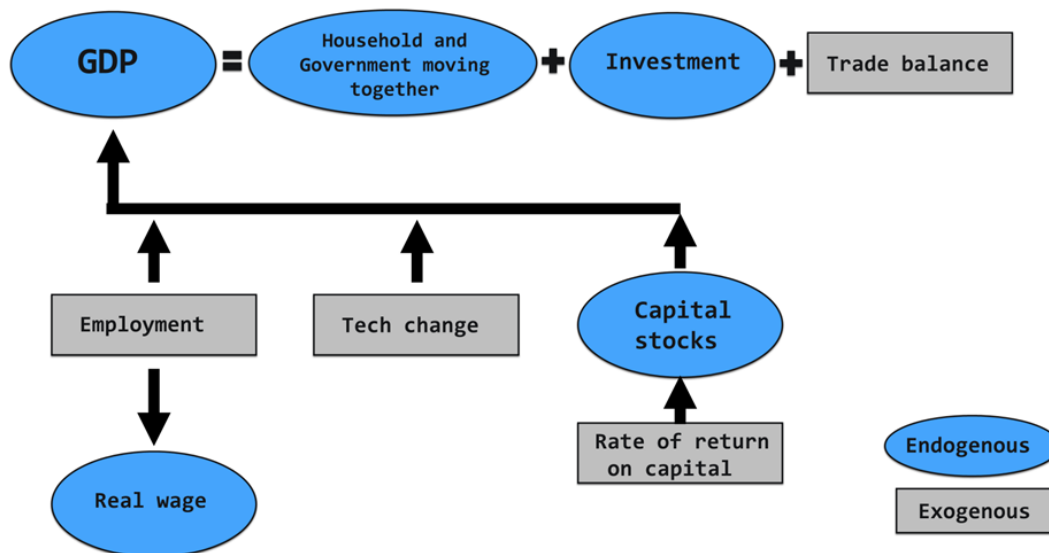 GDP
=
Household and
Government moving
together
+
Investment
+
Trade balance
Employment
Tech change
Capital
stocks
Rate of return
on capital
Real wage
Endogenous
Exogenous